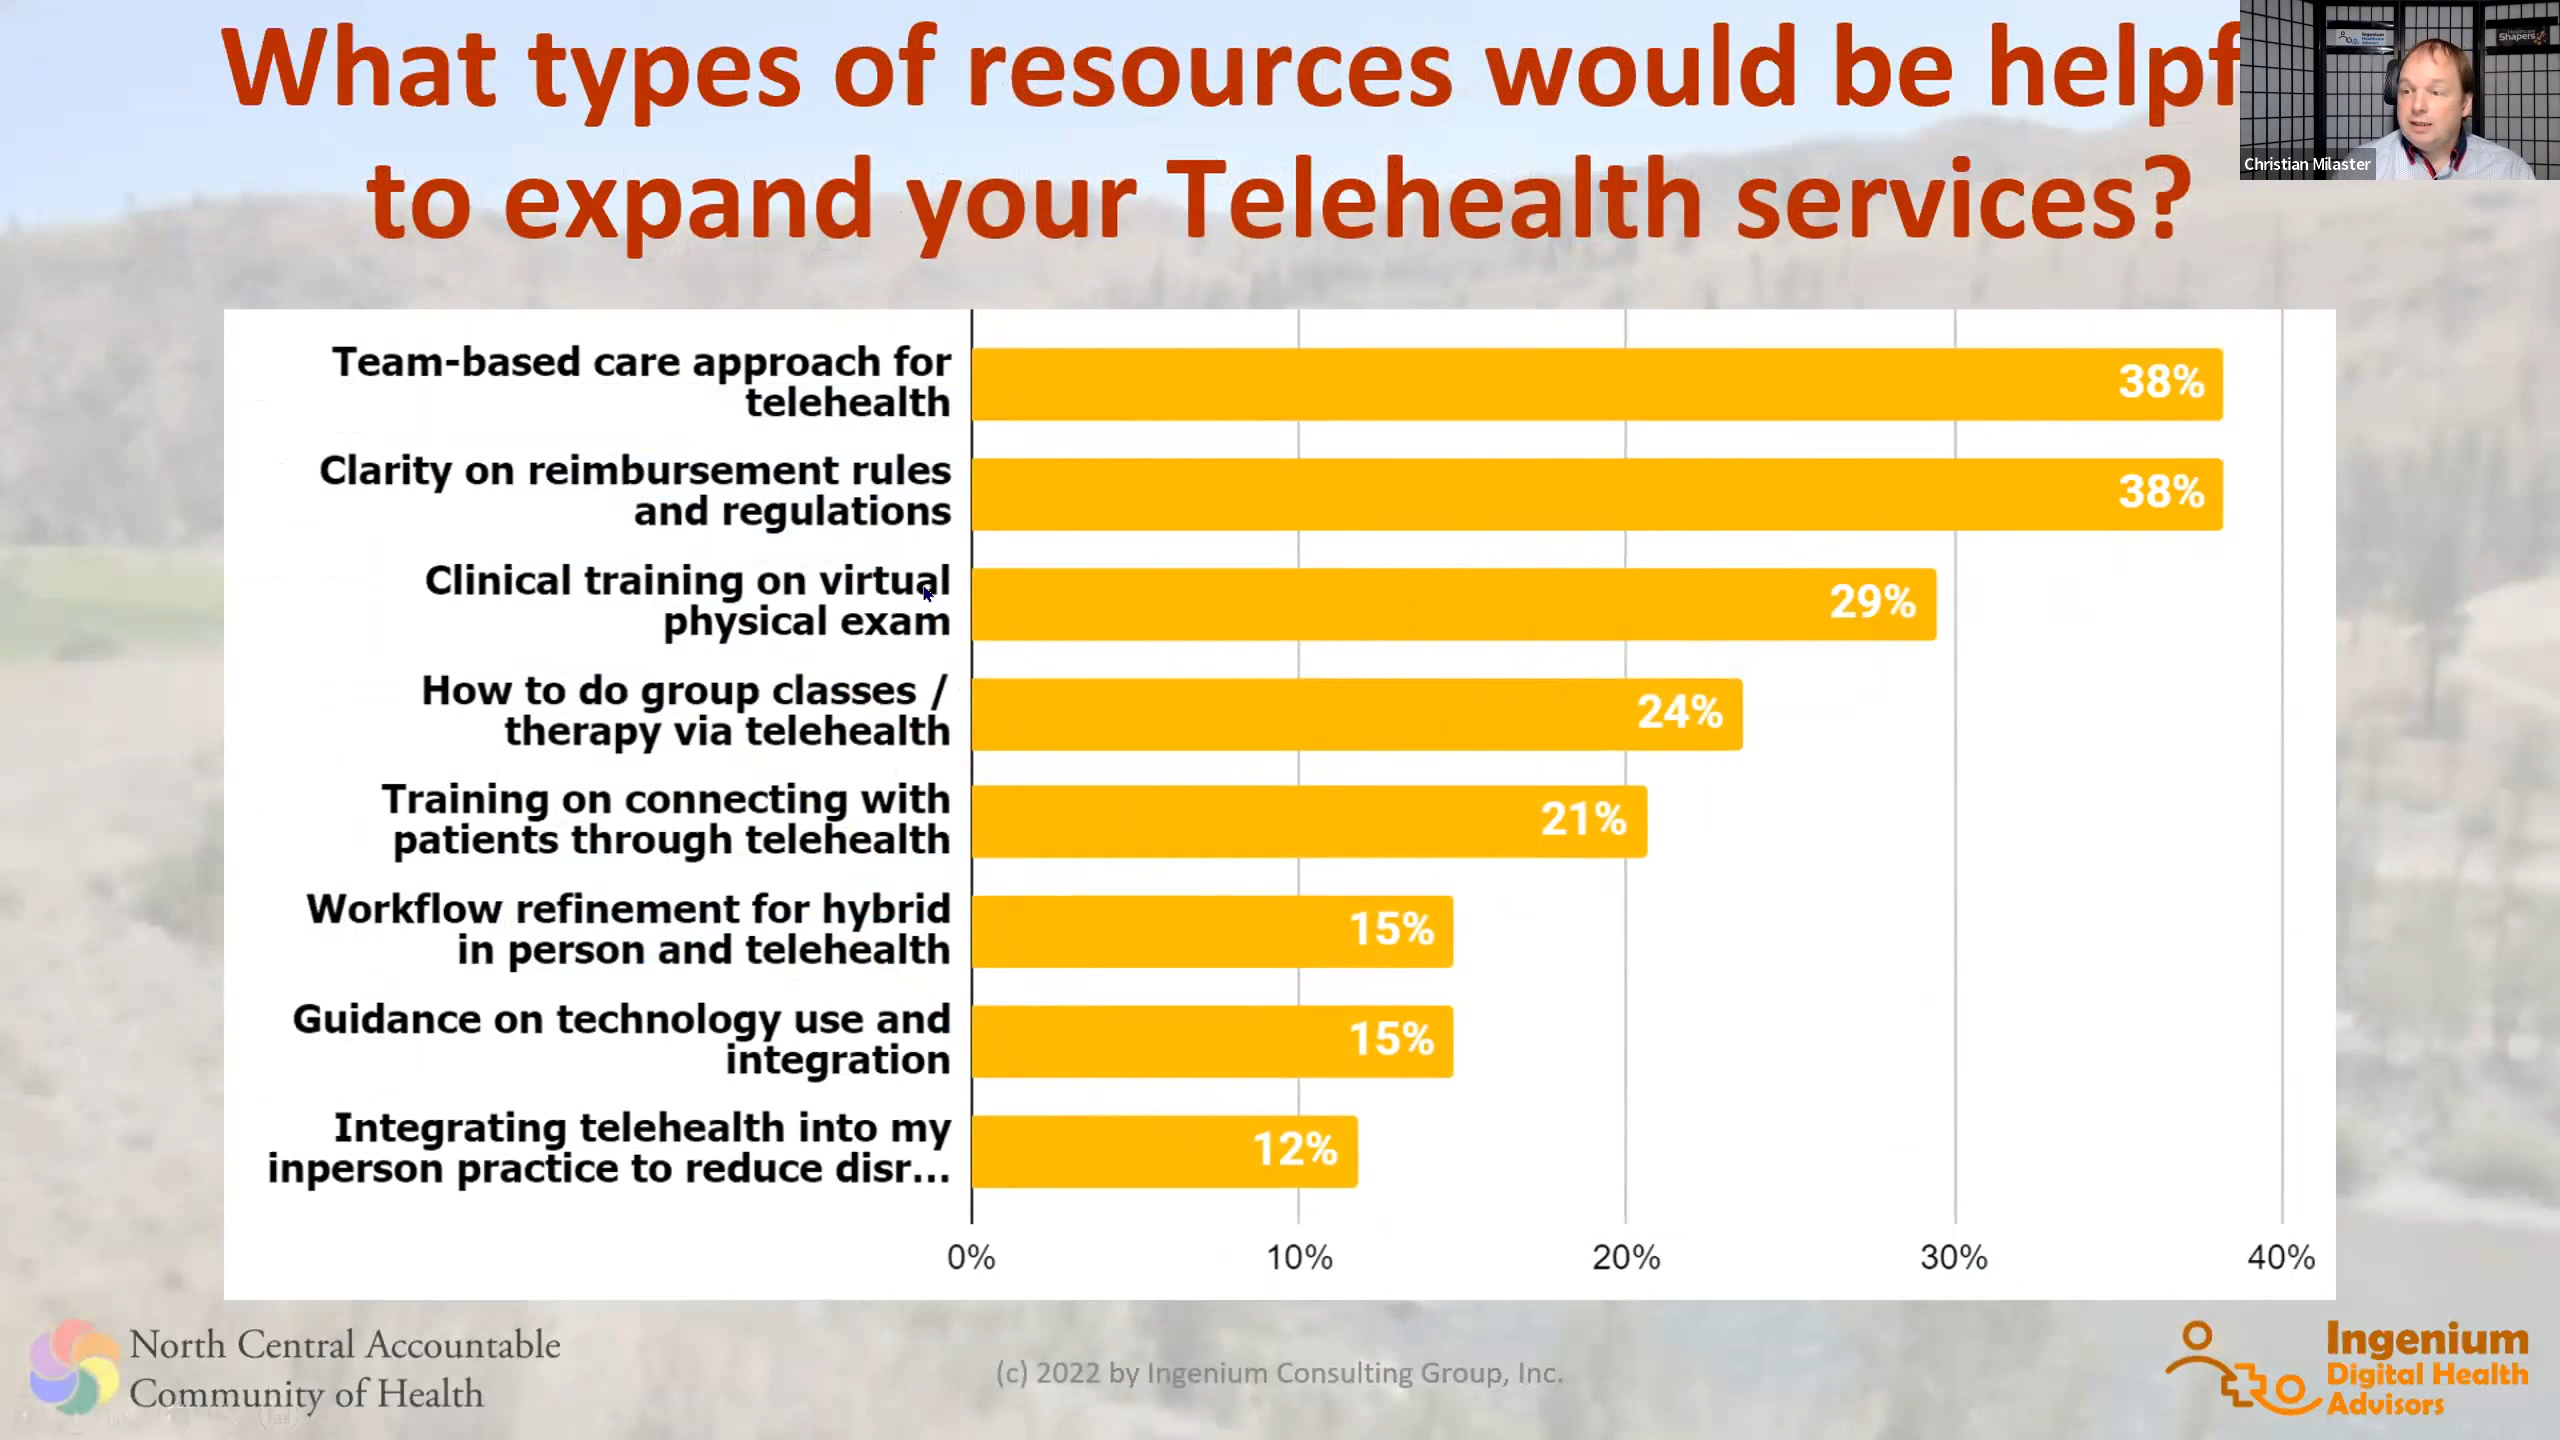 What types of resources would be helpf
to expand your Telehealth services?
Ingenium
Shapers
Christian Milaster
Team-based care approach for
telehealth
38%
Clarity on reimbursement rules
and regulations
38%
Clinical training on virtual
physical exam
29%
How to do group classes /
therapy via telehealth
24%
Training on connecting with
patients through telehealth
21%
Workflow refinement for hybrid
in person and telehealth
15%
Guidance on technology use and
integration
15%
Integrating telehealth into my
inperson practice to reduce disr...
12%
0% 10% 20% 30% 40%
North Central Accountable
Community of Health
(c) 2022 by Ingenium Consulting Group, Inc.
Ingenium
Digital Health
Advisors